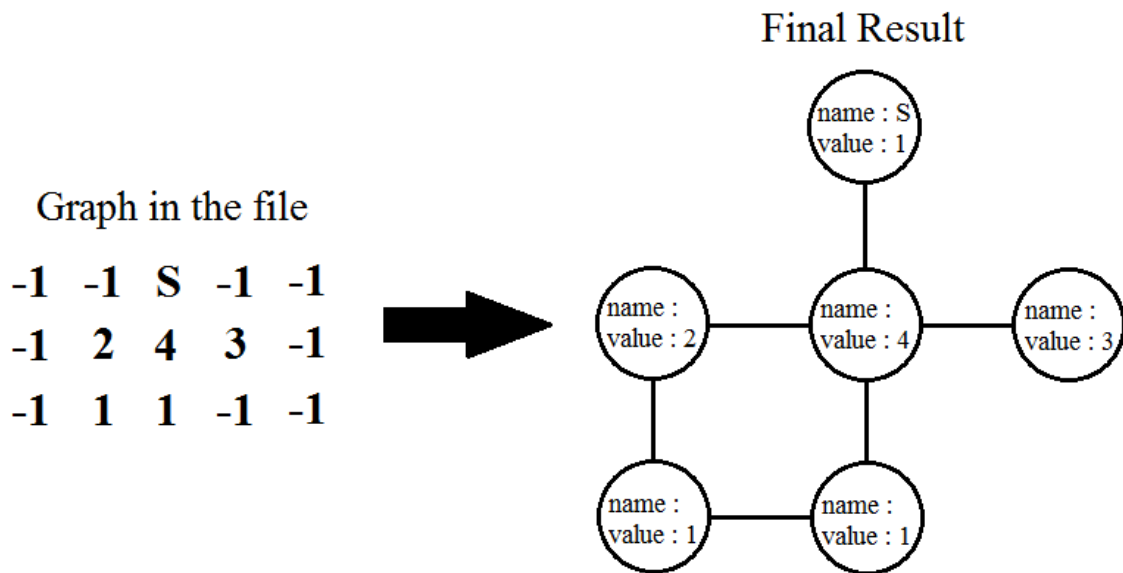 Final Result
name : S
value : 1
Graph in the file
-1 -1 S -1 -1
-1 2 4 3 -1
-1 1 1 -1 -1
name :
value : 2
name :
value : 4
name :
value : 3
name :
value : 1
name :
value : 1